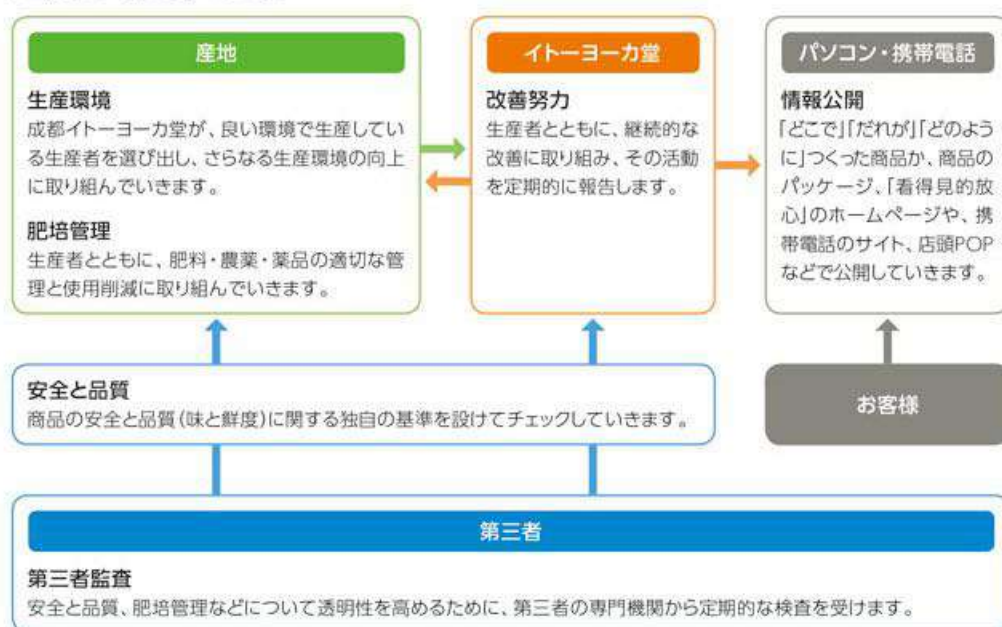 産地
生産環境
成都イトーヨーカ堂が、良い環境で生産してい
る生産者を選び出し、さらなる生産環境の向上
に取り組んでいきます。
肥培管理
生産者とともに、肥料・農薬・薬品の適切な管
理と使用削減に取り組んでいきます。
イトーヨーカ堂
改善努力
生産者とともに、継続的な
改善に取り組み、その活動
を定期的に報告します。
パソコン・携帯電話
情報公開
「どこで」「だれが」「どのよう
に」つくった商品か、商品の
パッケージ、「看得見的放
心」のホームページや、携
帯電話のサイト、店頭POP
などで公開していきます。
安全と品質
商品の安全と品質(味と鮮度)に関する独自の基準を設けてチェックしていきます。
お客様
第三者
第三者監査
安全と品質、肥培管理などについて透明性を高めるために、第三者の専門機関から定期的な検査を受けます。